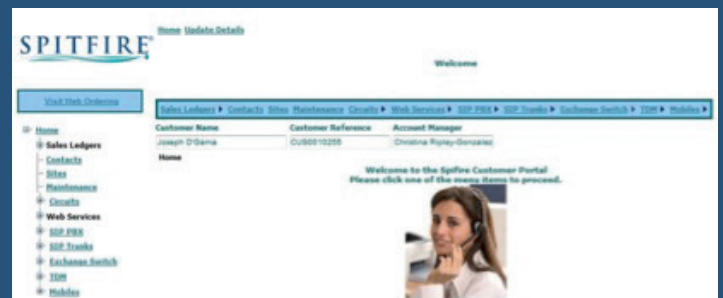 SPITFIRE
Home Update Details
Welcome
Visit Web Ordering
Sales Ledgers Contacts Sites Maintenance Circuits Web Services SIP PBX SIP Trunks Exchange Switch TDM Mobiles
Customer Name Customer Reference Account Manager
Joseph D'Gama CUS0010255 Christina Ripley-Gonzalez
Home
Welcome to the Spifire Customer Portal
Please click one of the menu items to proceed.
Home
Sales Ledgers
Contacts
Sites
Maintenance
Circuits
Web Services
SIP PBX
SIP Trunks
Exchange Switch
TDM
Mobiles